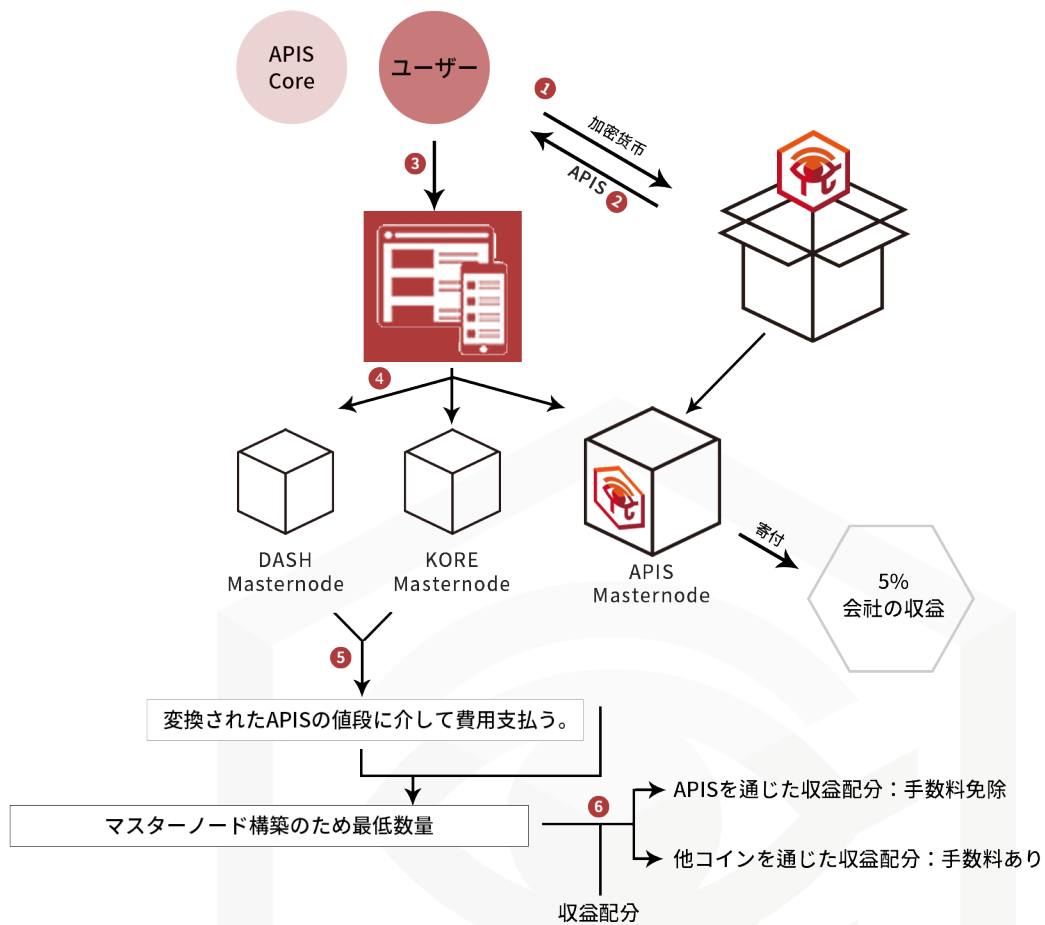 APIS
Core
ユーザー
1
加密货币
APIS 2
3
4
DASH
Masternode
KORE
Masternode
APIS
Masternode
寄付
5%
会社の収益
5
変換されたAPISの値段に介して費用支払う。
マスターノード構築のため最低数量
6
APISを通じた収益配分：手数料免除
他コインを通じた収益配分：手数料あり
収益配分